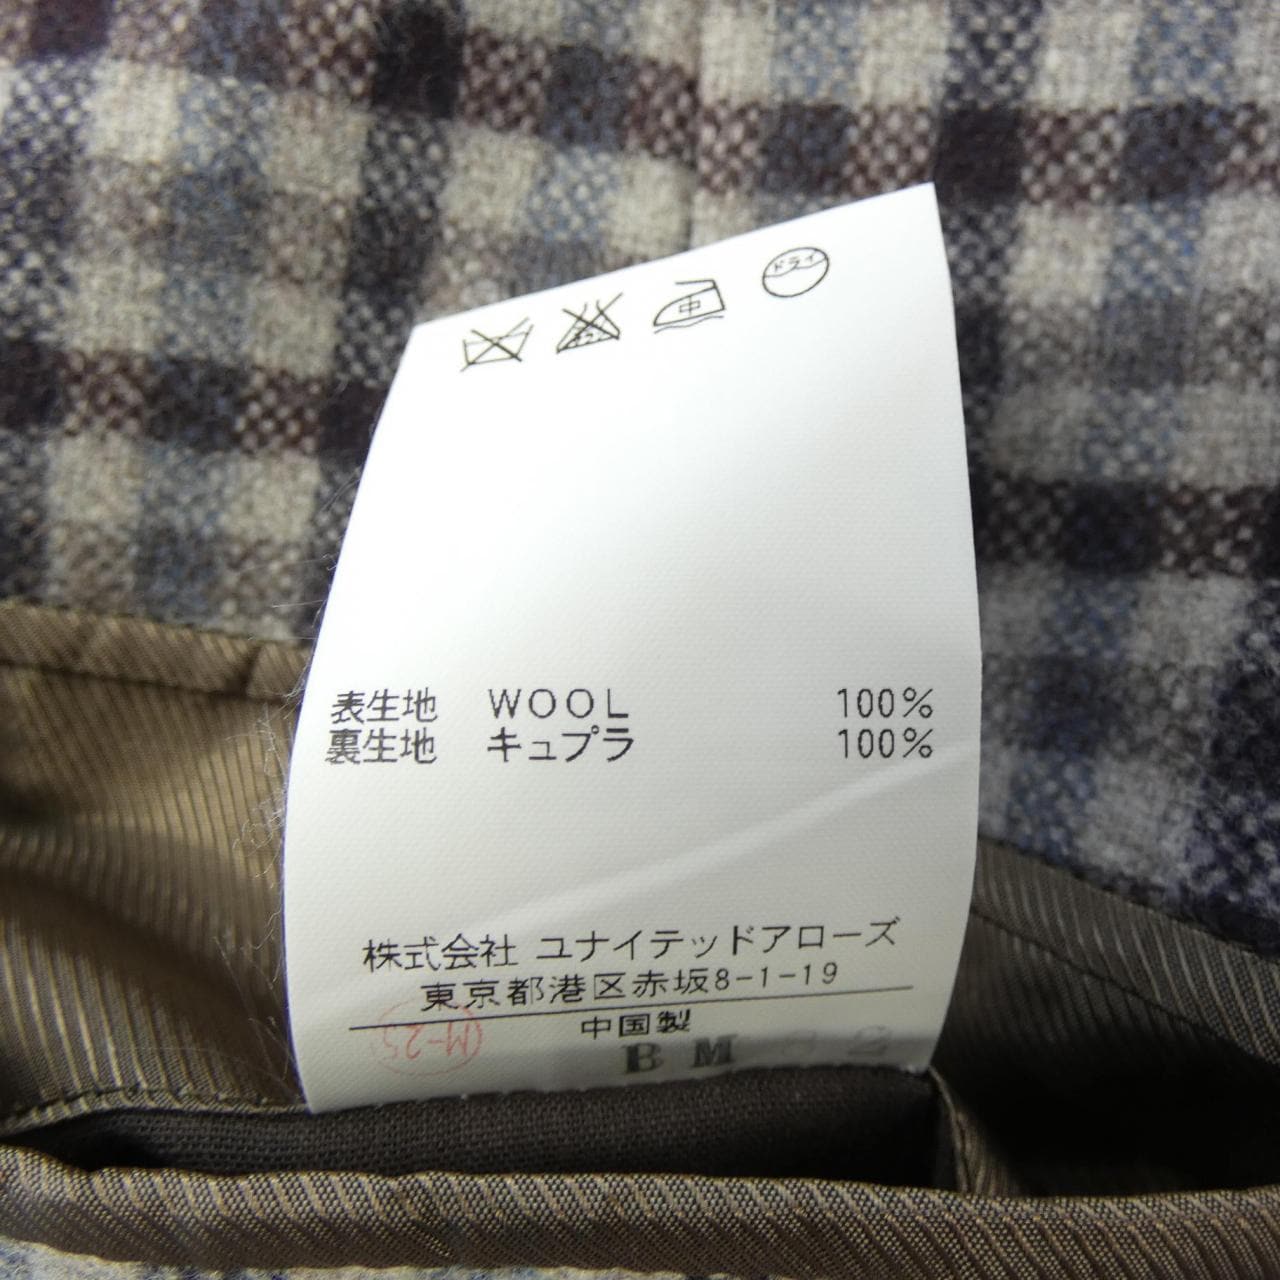 ドライ
中
表生地 WOOL 100%
裏生地 キュプラ 100%
株式会社 ユナイテッドアローズ
東京都港区赤坂8-1-19
中国製
M-25
BM